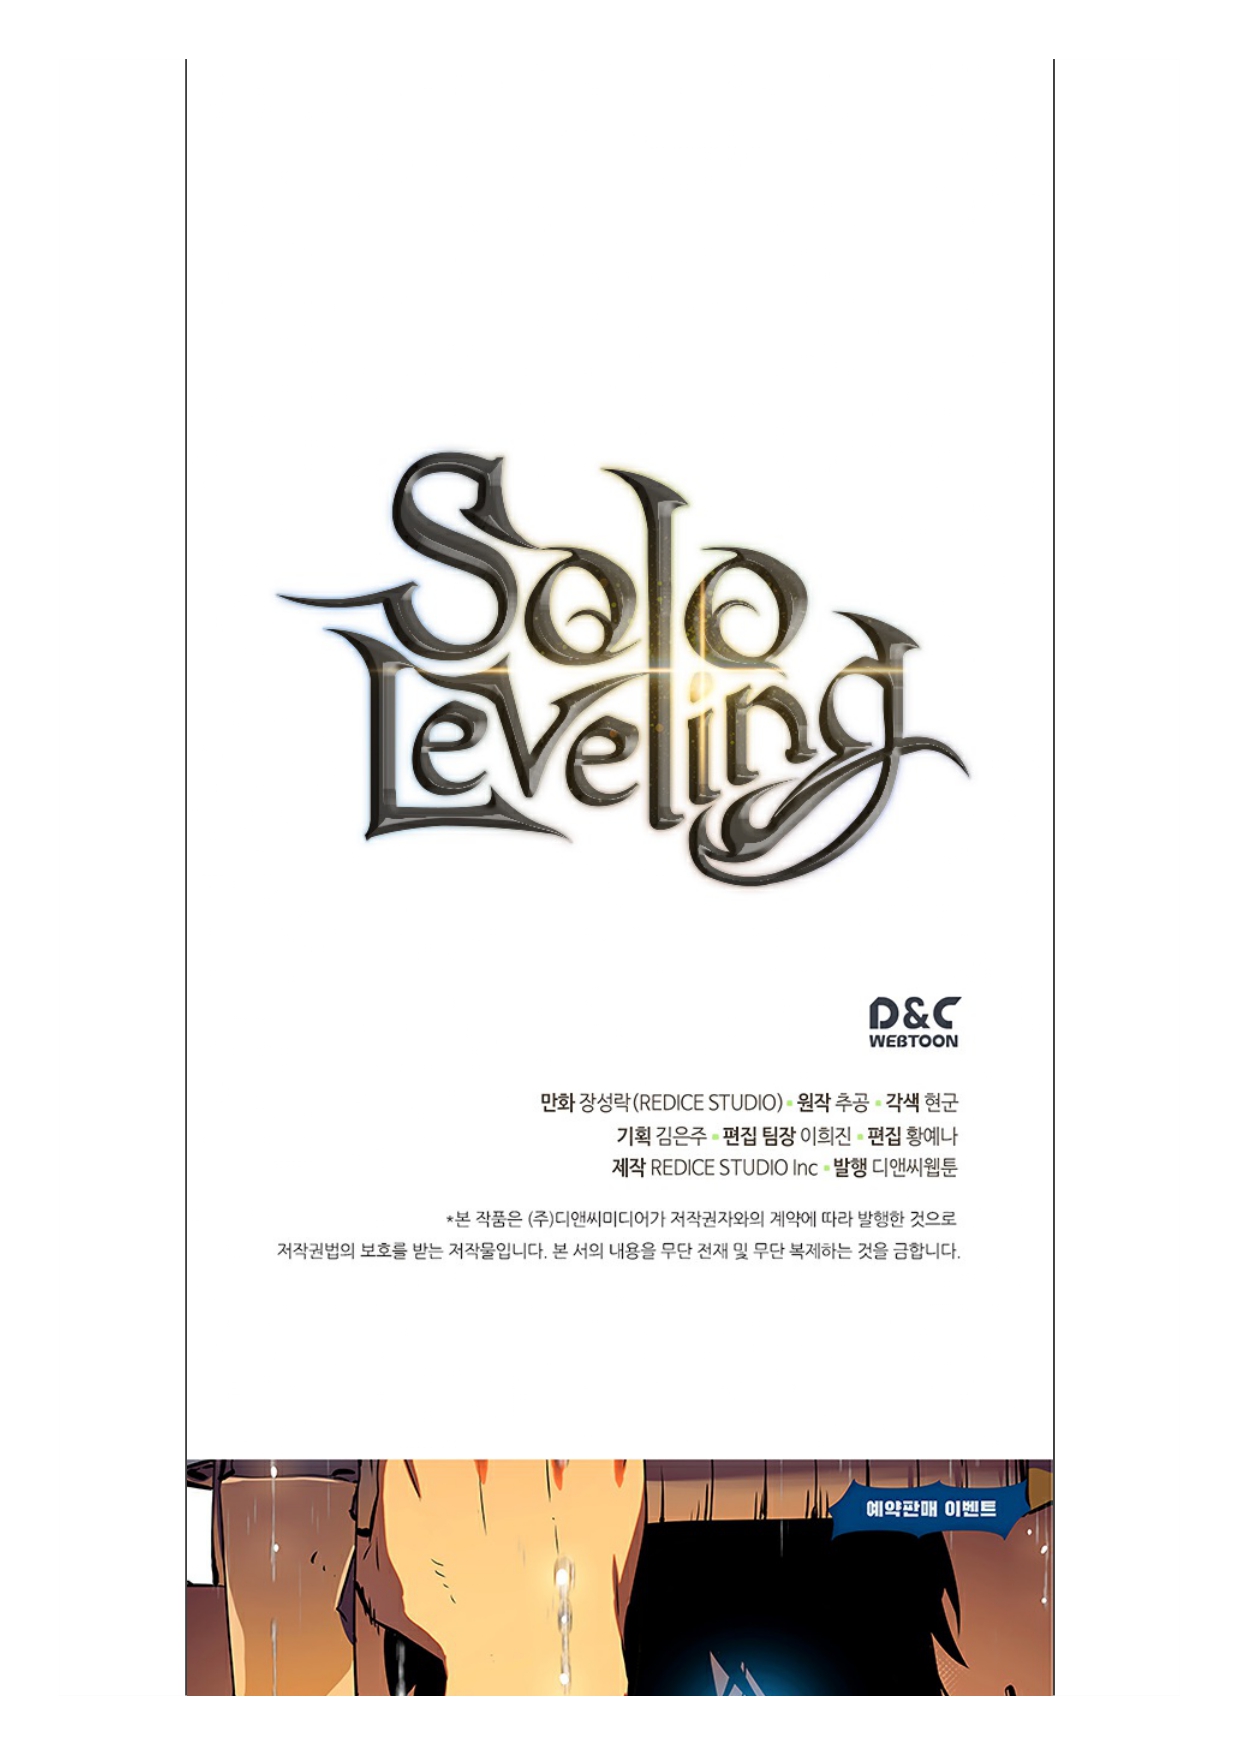 Solo
Leveling
D&C
WEBTOON
만화 장성락(REDICE STUDIO) ▪ 원작 추공 ▪ 각색 현군
기획 김은주 ▪ 편집 팀장 이희진 ▪ 편집 황예나
제작 REDICE STUDIO Inc ▪ 발행 디앤씨웹툰
*본 작품은 (주)디앤씨미디어가 저작권자와의 계약에 따라 발행한 것으로
저작권법의 보호를 받는 저작물입니다. 본 서의 내용을 무단 전재 및 무단 복제하는 것을 금합니다.
예약판매 이벤트